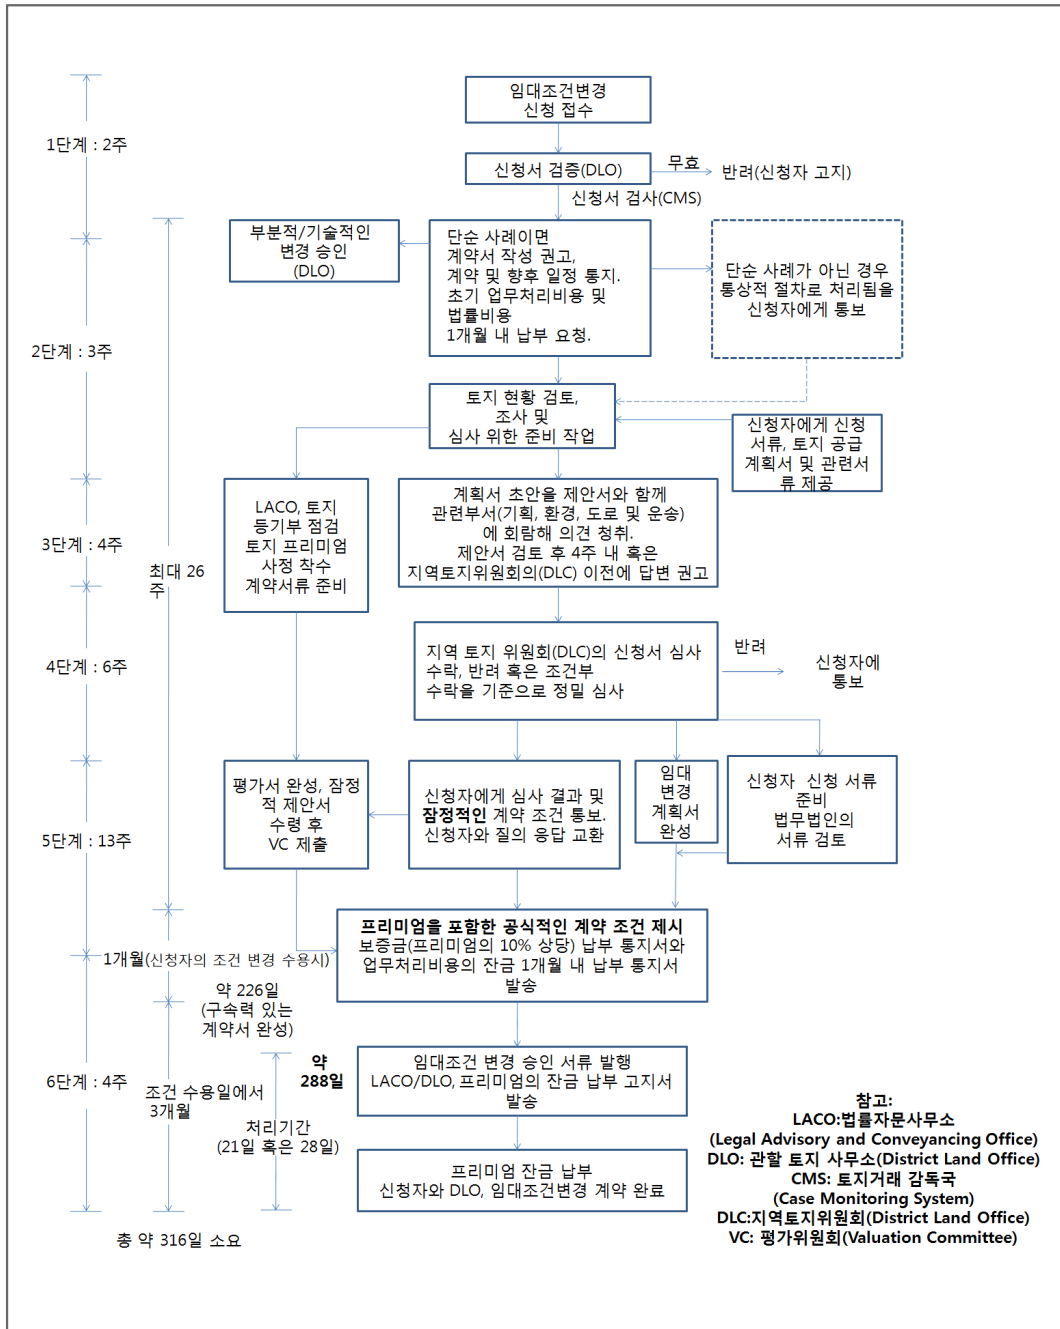 임대조건변경
신청 접수
1단계 : 2주
신청서 검증(DLO)
무효
반려(신청자 고지)
신청서 검사(CMS)
부분적/기술적인
변경 승인
(DLO)
단순 사례이면
계약서 작성 권고,
계약 및 향후 일정 통지.
초기 업무처리비용 및
법률비용
1개월 내 납부 요청.
단순 사례가 아닌 경우
통상적 절차로 처리됨을
신청자에게 통보
2단계 : 3주
토지 현황 검토,
조사 및
심사 위한 준비 작업
신청자에게 신청
서류, 토지 공급
계획서 및 관련서
류 제공
LACO, 토지
등기부 점검
토지 프리미엄
사정 착수
계약서류 준비
계획서 초안을 제안서와 함께
관련부서(기획, 환경, 도로 및 운송)
에 회람해 의견 청취.
제안서 검토 후 4주 내 혹은
지역토지위원회의(DLC) 이전에 답변 권고
3단계 : 4주
최대 26
주
4단계 : 6주
지역 토지 위원회(DLC)의 신청서 심사
수락, 반려 혹은 조건부
수락을 기준으로 정밀 심사
반려
신청자에
통보
평가서 완성, 잠정
적 제안서
수령 후
VC 제출
신청자에게 심사 결과 및
잠정적인 계약 조건 통보.
신청자와 질의 응답 교환
임대
변경
계획서
완성
신청자 신청 서류
준비
법무법인의
서류 검토
5단계 : 13주
프리미엄을 포함한 공식적인 계약 조건 제시
보증금(프리미엄의 10% 상당) 납부 통지서와
업무처리비용의 잔금 1개월 내 납부 통지서
발송
1개월(신청자의 조건 변경 수용시)
약 226일
(구속력 있는
계약서 완성)
약
288일
임대조건 변경 승인 서류 발행
LACO/DLO, 프리미엄의 잔금 납부 고지서
발송
6단계 : 4주
조건 수용일에서
3개월
처리기간
(21일 혹은 28일)
프리미엄 잔금 납부
신청자와 DLO, 임대조건변경 계약 완료
총 약 316일 소요
참고:
LACO:법률자문사무소
(Legal Advisory and Conveyancing Office)
DLO: 관할 토지 사무소(District Land Office)
CMS: 토지거래 감독국
(Case Monitoring System)
DLC:지역토지위원회(District Land Office)
VC: 평가위원회(Valuation Committee)